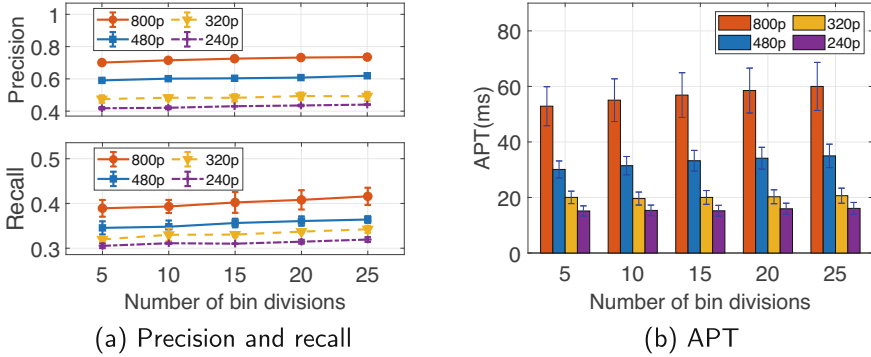 1
0.8
0.6
0.4
Precision
800p 320p
480p 240p
0.5
0.4
0.3
Recall
800p 320p
480p 240p
5 10 15 20 25
Number of bin divisions
(a) Precision and recall
80
60
40
20
0
APT(ms)
800p 320p
480p 240p
5 10 15 20 25
Number of bin divisions
(b) APT